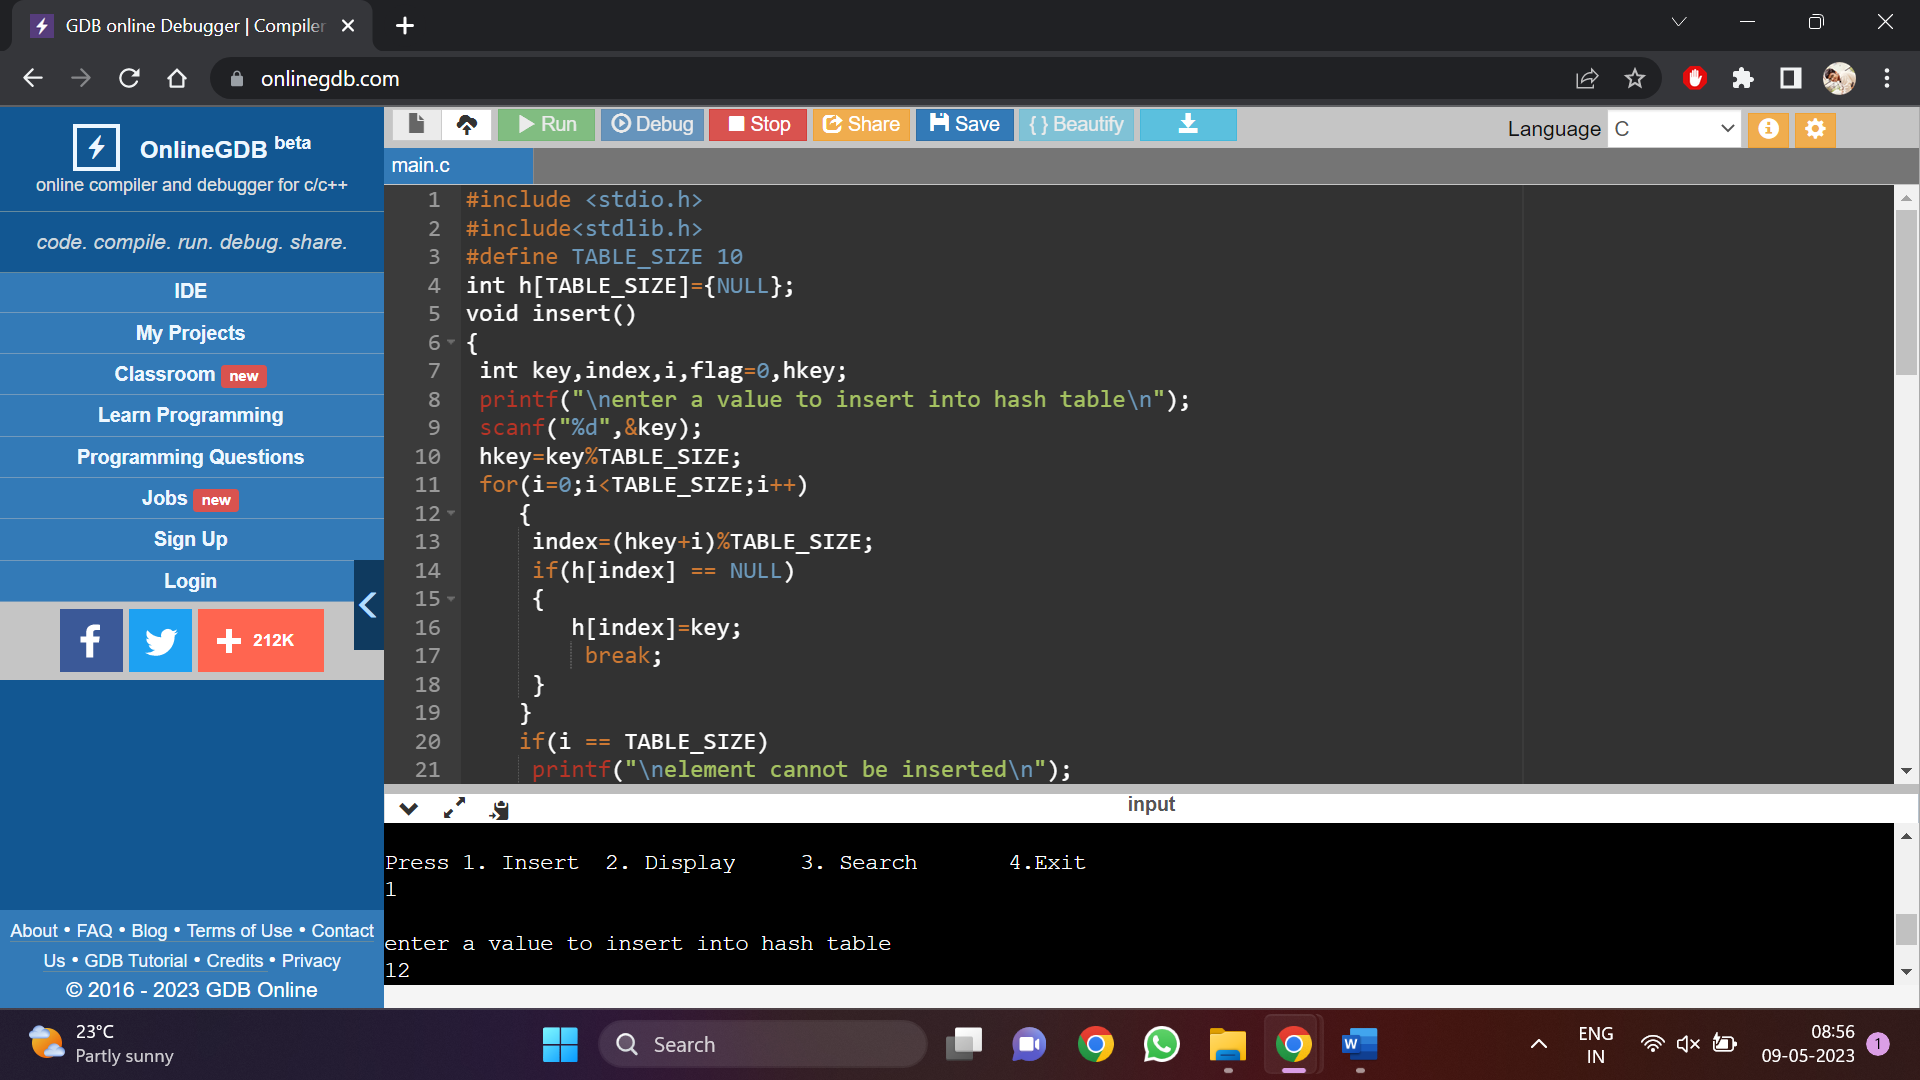 GDB online Debugger | Compiler
onlinegdb.com
OnlineGDB beta
online compiler and debugger for c/c++
code. compile. run. debug. share.
IDE
My Projects
Classroom new
Learn Programming
Programming Questions
Jobs new
Sign Up
Login
f
212K
About • FAQ • Blog • Terms of Use • Contact
Us • GDB Tutorial • Credits • Privacy
© 2016 - 2023 GDB Online
Run Debug Stop Share Save {} Beautify
Language C
main.c
1 #include <stdio.h>
2 #include<stdlib.h>
3 #define TABLE_SIZE 10
4 int h[TABLE_SIZE]={NULL};
5 void insert()
6 {
7 int key,index,i,flag=0,hkey;
8 printf("\nenter a value to insert into hash table\n");
9 scanf("%d",&key);
10 hkey=key%TABLE_SIZE;
11 for(i=0;i<TABLE_SIZE;i++)
12 {
13 index=(hkey+i)%TABLE_SIZE;
14 if(h[index] == NULL)
15 {
16 h[index]=key;
17 break;
18 }
19 }
20 if(i == TABLE_SIZE)
21 printf("\nelement cannot be inserted\n");
input
Press 1. Insert 2. Display 3. Search 4.Exit
1
enter a value to insert into hash table
12
23°C
Partly sunny
Search
W
ENG
IN
08:56
09-05-2023
1